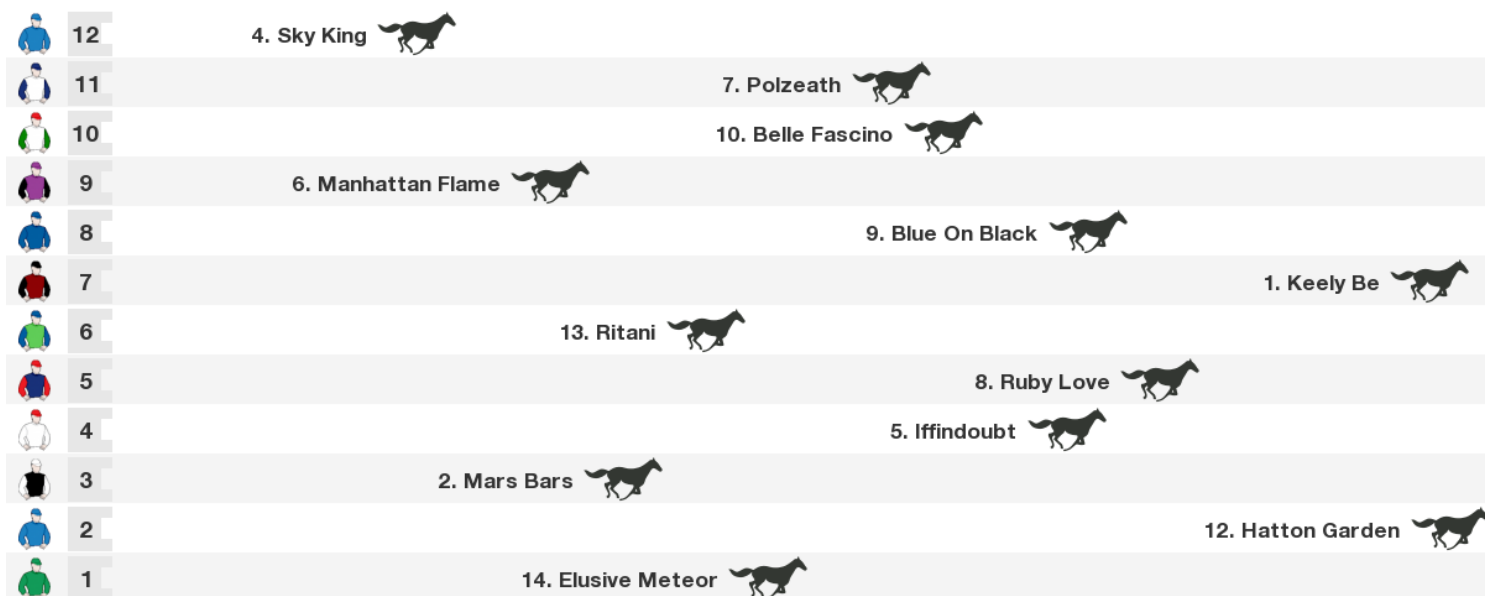 12 4. Sky King
11 7. Polzeath
10 10. Belle Fascino
9 6. Manhattan Flame
8 9. Blue On Black
7 1. Keely Be
6 13. Ritani
5 8. Ruby Love
4 5. Iffindoubt
3 2. Mars Bars
2 12. Hatton Garden
1 14. Elusive Meteor